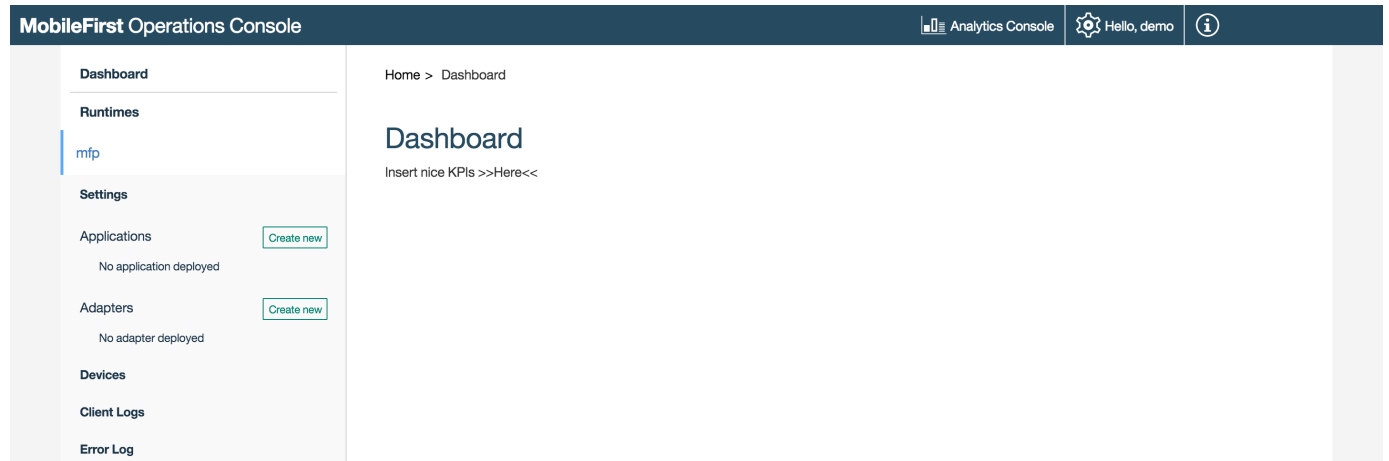 MobileFirst Operations Console
Analytics Console
Hello, demo
Dashboard
Runtimes
mfp
Settings
Applications Create new
No application deployed
Adapters Create new
No adapter deployed
Devices
Client Logs
Error Log
Home > Dashboard
Dashboard
Insert nice KPIs >>Here<<